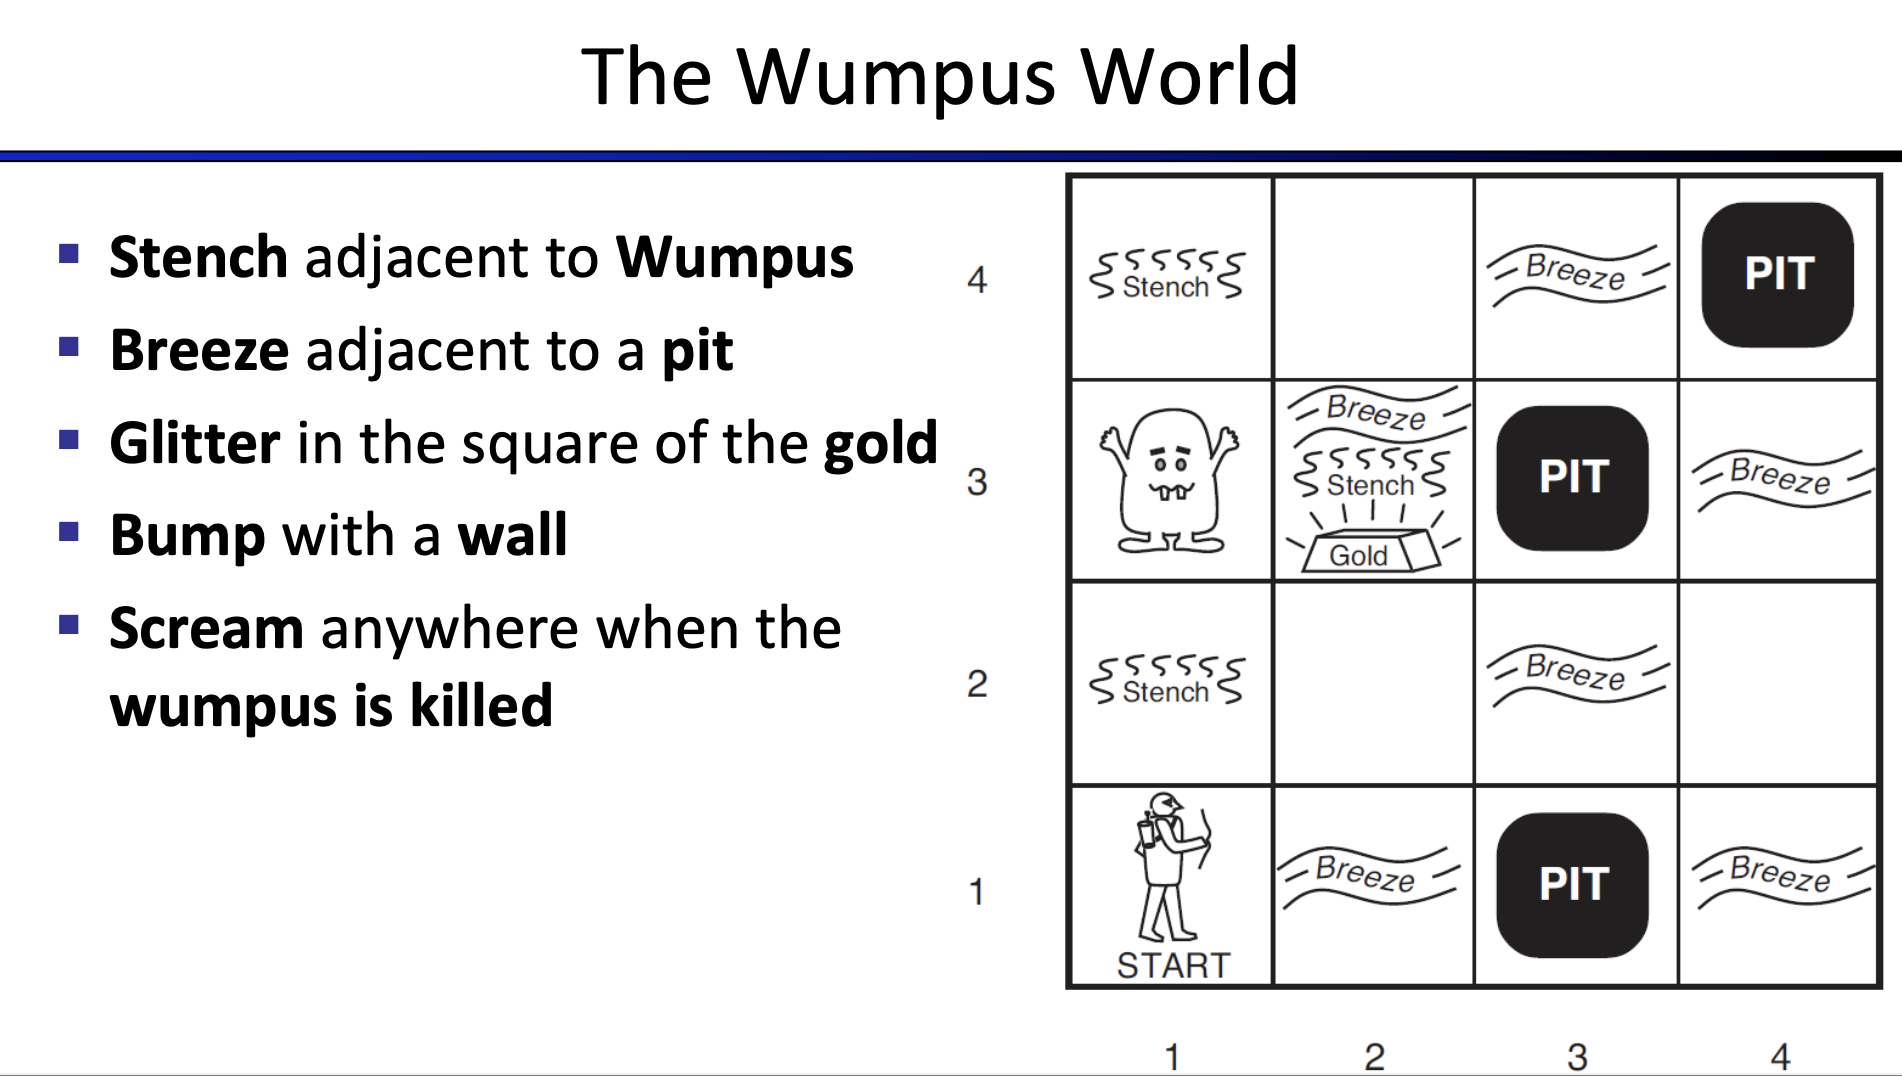 The Wumpus World
Stench adjacent to Wumpus
Breeze adjacent to a pit
Glitter in the square of the gold
Bump with a wall
Scream anywhere when the
wumpus is killed
4
Stench
Breeze
PIT
3
Breeze
Stench
Gold
PIT
Breeze
2
Stench
Breeze
1
START
Breeze
PIT
Breeze
1 2 3 4